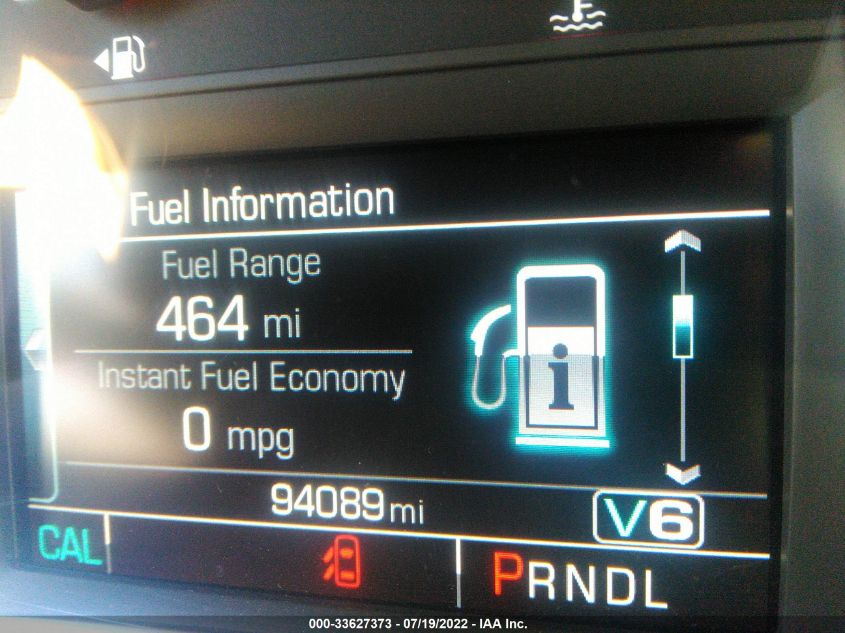 Fuel Information
Fuel Range
464 mi
Instant Fuel Economy
0 mpg
94089 mi
V6
CAL
PRNDL
000-33627373 - 07/19/2022 - IAA Inc.